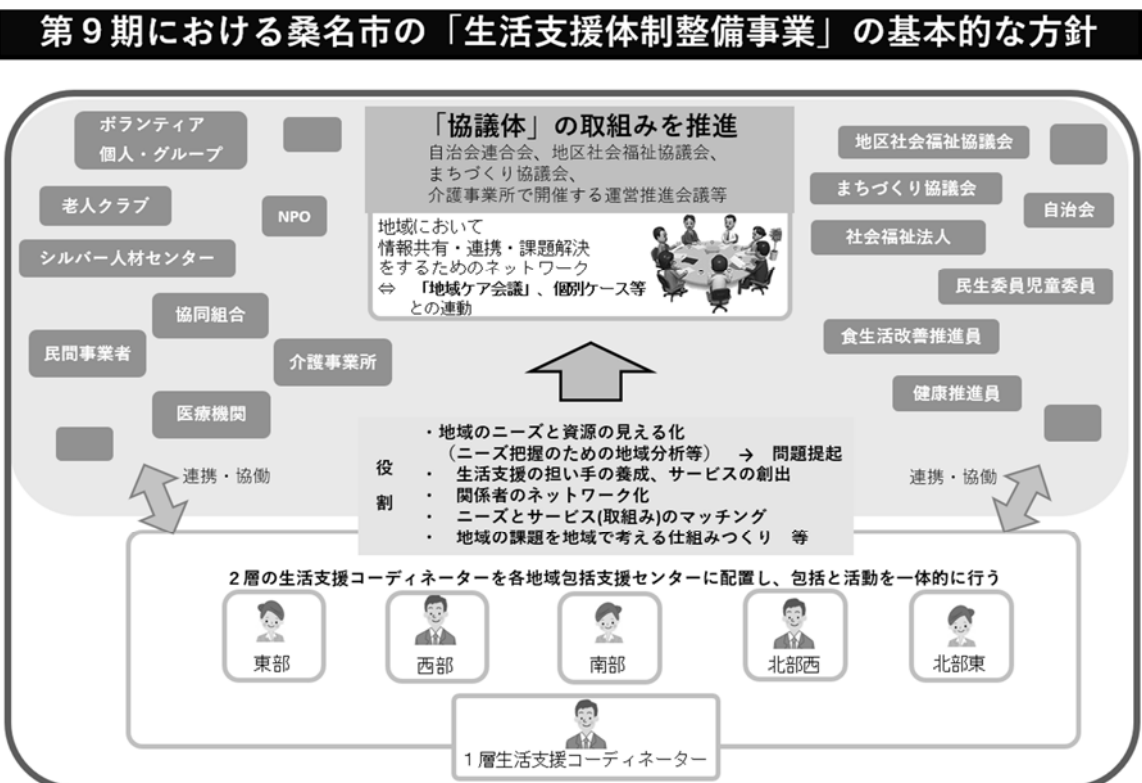 第９期における桑名市の「生活支援体制整備事業」の基本的な方針
ボランティア
個人・グループ
老人クラブ
NPO
シルバー人材センター
協同組合
民間事業者
介護事業所
医療機関
「協議体」の取組みを推進
自治会連合会、地区社会福祉協議会、
まちづくり協議会、
介護事業所で開催する運営推進会議等
地域において
情報共有・連携・課題解決
をするためのネットワーク
⇔　「地域ケア会議」、個別ケース等
との連動
地区社会福祉協議会
まちづくり協議会
自治会
社会福祉法人
民生委員児童委員
食生活改善推進員
健康推進員
連携・協働
役
割
・地域のニーズと資源の見える化
（ニーズ把握のための地域分析等）　→　問題提起
・　生活支援の担い手の養成、サービスの創出
・　関係者のネットワーク化
・　ニーズとサービス(取組み)のマッチング
・　地域の課題を地域で考える仕組みつくり　等
連携・協働
２層の生活支援コーディネーターを各地域包括支援センターに配置し、包括と活動を一体的に行う
東部
西部
南部
北部西
北部東
１層生活支援コーディネーター